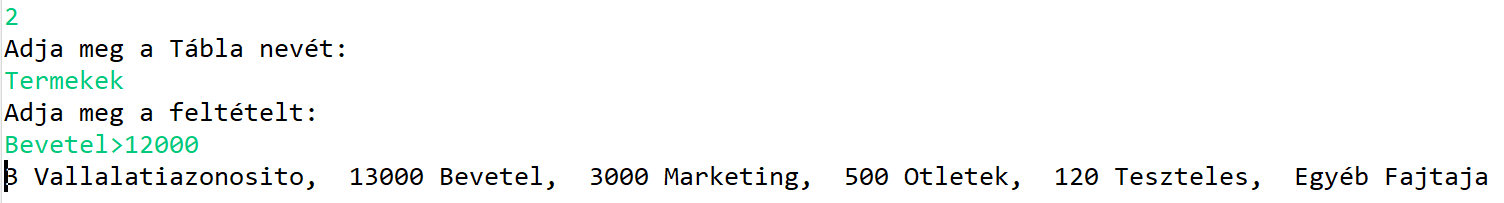 2
Adja meg a Tábla nevét:
Termekek
Adja meg a feltételt:
Bevetel>12000
3 Vallalatiazonosito,  13000 Bevetel,  3000 Marketing,  500 Otletek,  120 Teszteles,  Egyéb Fajtaja